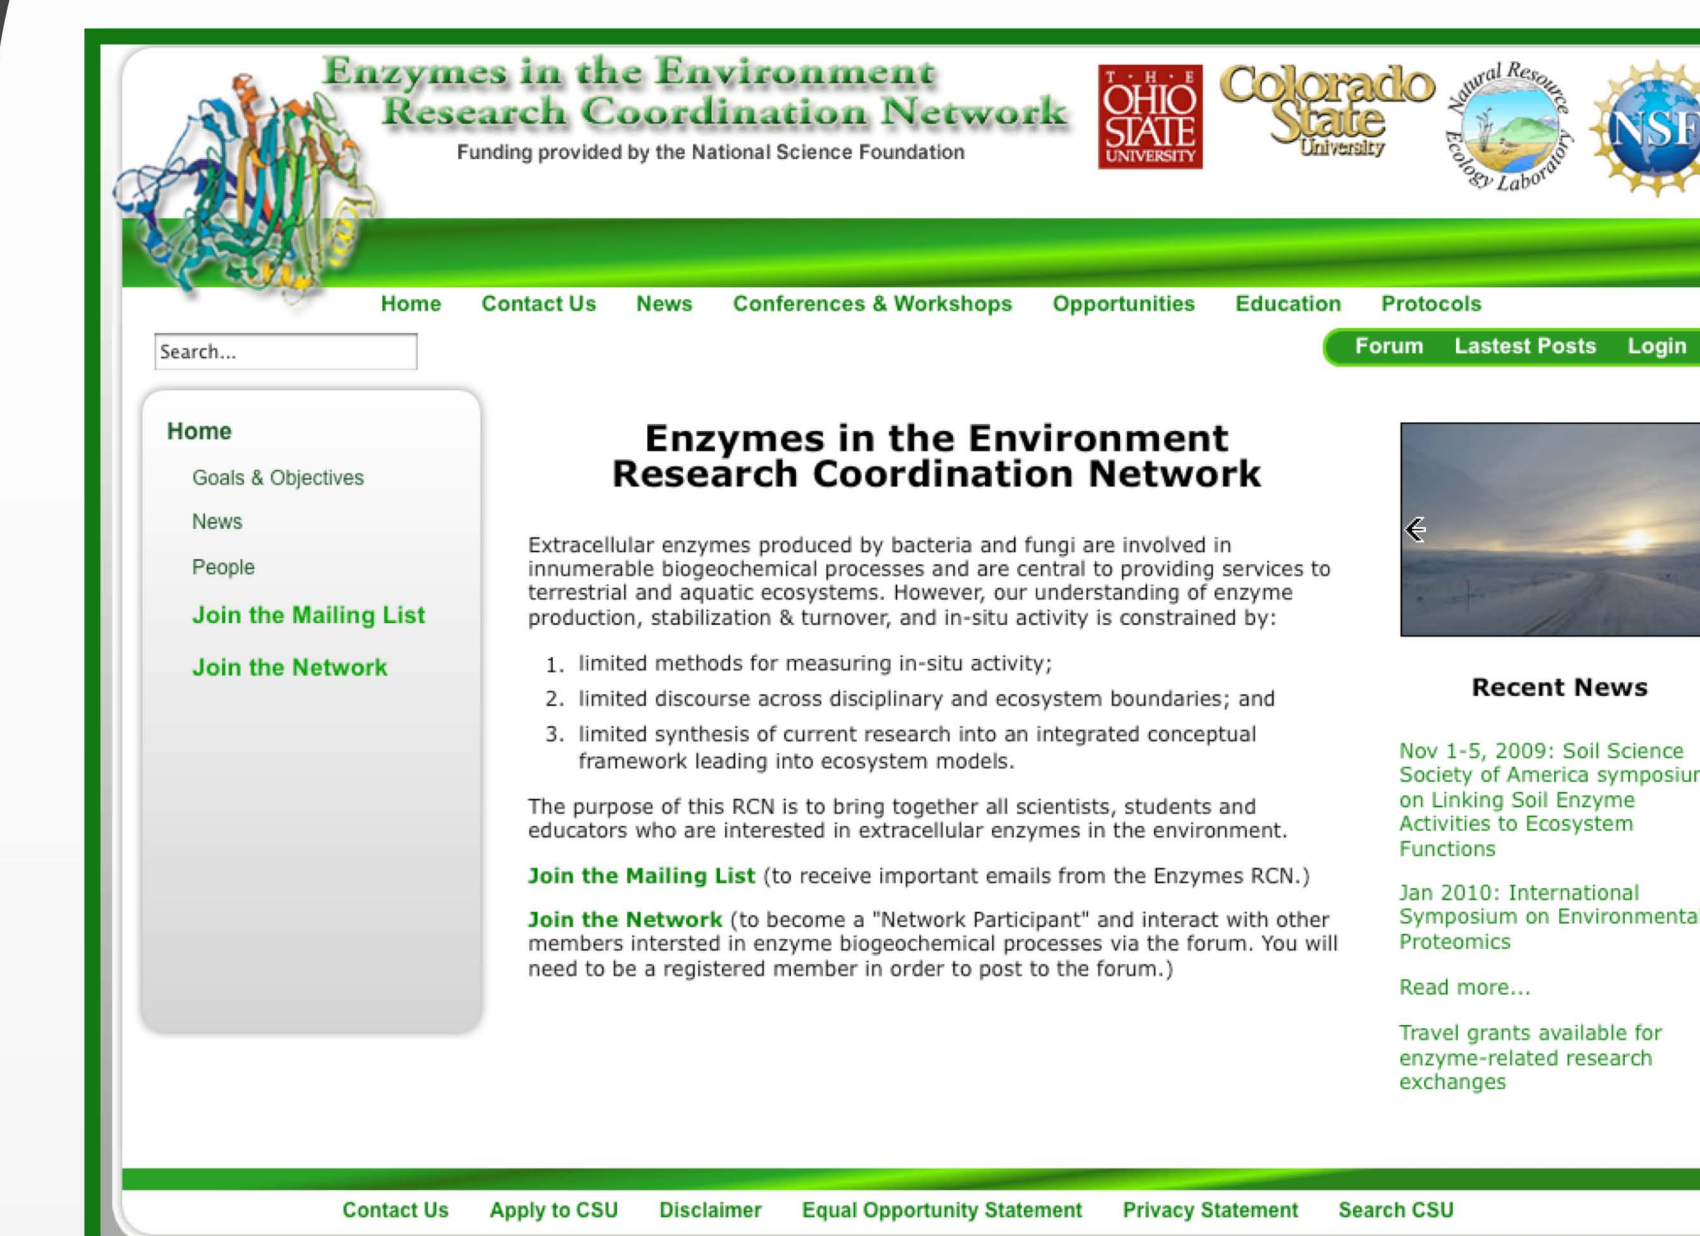 Enzymes in the Environment
Research Coordination Network
Funding provided by the National Science Foundation
T·H·E
OHIO
STATE
UNIVERSITY
Colorado
State
University
Natural Resource
Ecology Laboratory
NSF
Home Contact Us News Conferences & Workshops Opportunities Education Protocols
Search...
Forum Lastest Posts Login
Home
Goals & Objectives
News
People
Join the Mailing List
Join the Network
Enzymes in the Environment
Research Coordination Network
Extracellular enzymes produced by bacteria and fungi are involved in
innumerable biogeochemical processes and are central to providing services to
terrestrial and aquatic ecosystems. However, our understanding of enzyme
production, stabilization & turnover, and in-situ activity is constrained by:
1. limited methods for measuring in-situ activity;
2. limited discourse across disciplinary and ecosystem boundaries; and
3. limited synthesis of current research into an integrated conceptual
framework leading into ecosystem models.
The purpose of this RCN is to bring together all scientists, students and
educators who are interested in extracellular enzymes in the environment.
Join the Mailing List (to receive important emails from the Enzymes RCN.)
Join the Network (to become a "Network Participant" and interact with other
members intersted in enzyme biogeochemical processes via the forum. You will
need to be a registered member in order to post to the forum.)
Recent News
Nov 1-5, 2009: Soil Science
Society of America symposium
on Linking Soil Enzyme
Activities to Ecosystem
Functions
Jan 2010: International
Symposium on Environmental
Proteomics
Read more...
Travel grants available for
enzyme-related research
exchanges
Contact Us Apply to CSU Disclaimer Equal Opportunity Statement Privacy Statement Search CSU